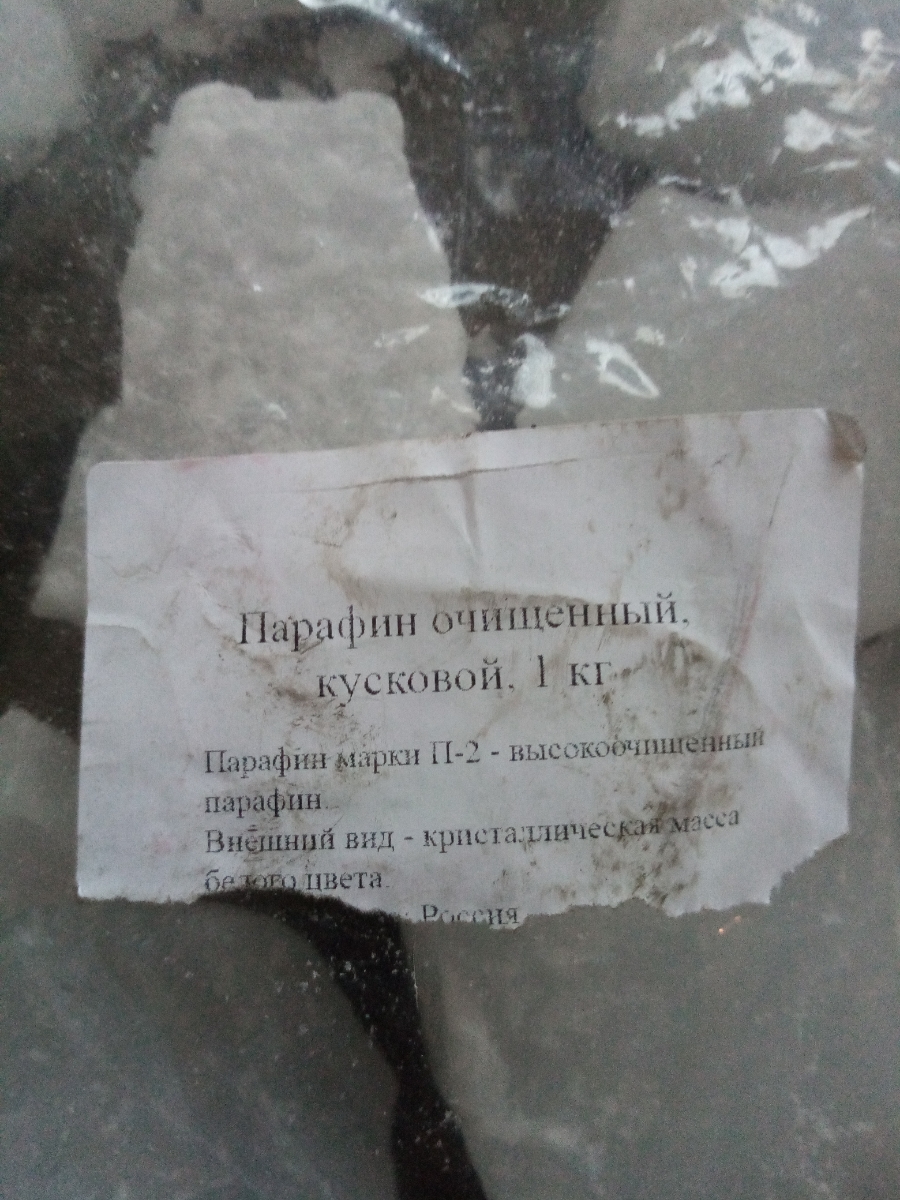 Парафин очищенный,
кусковой, 1 кг
Парафин марки П-2 - высокоочищенный
парафин.
Внешний вид - кристаллическая масса
белого цвета.
Россия